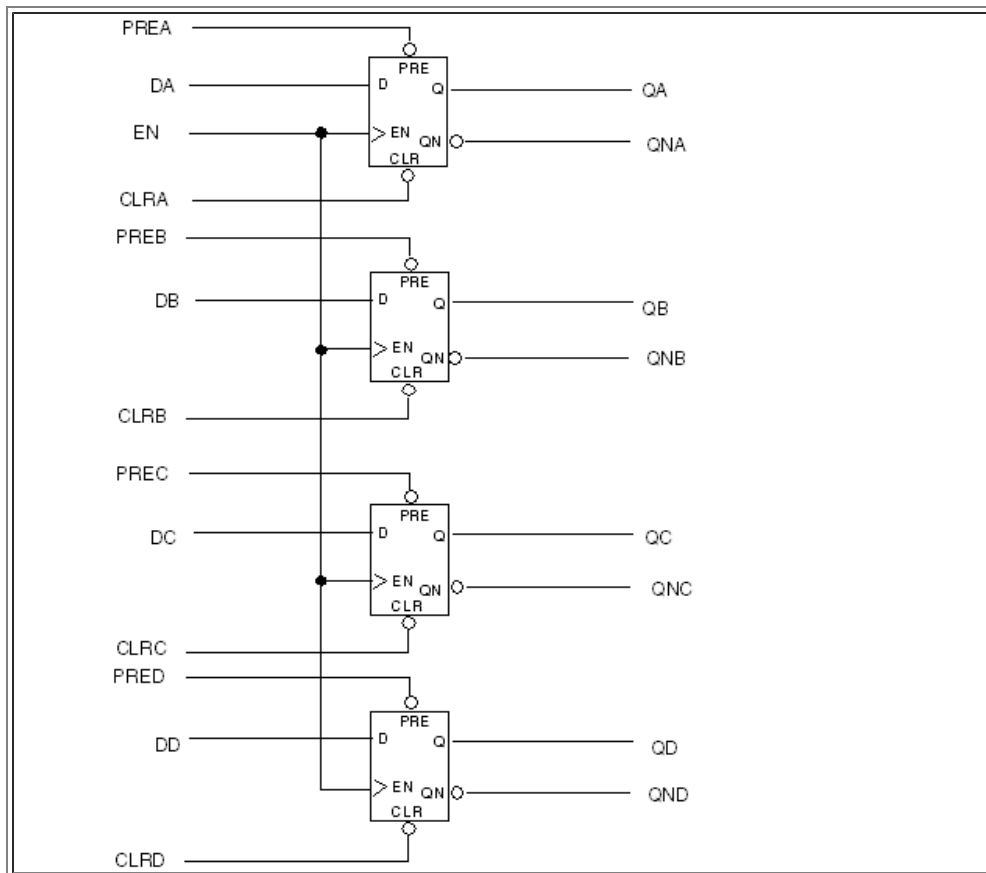 PREA
PRE
DA
D
Q
QA
EN
EN
QN
QNA
CLR
CLRA
PREB
PRE
DB
D
Q
QB
EN
QN
QNB
CLR
CLRB
PREC
PRE
DC
D
Q
QC
EN
QN
QNC
CLR
CLRC
PRED
PRE
DD
D
Q
QD
EN
QN
QND
CLR
CLRD